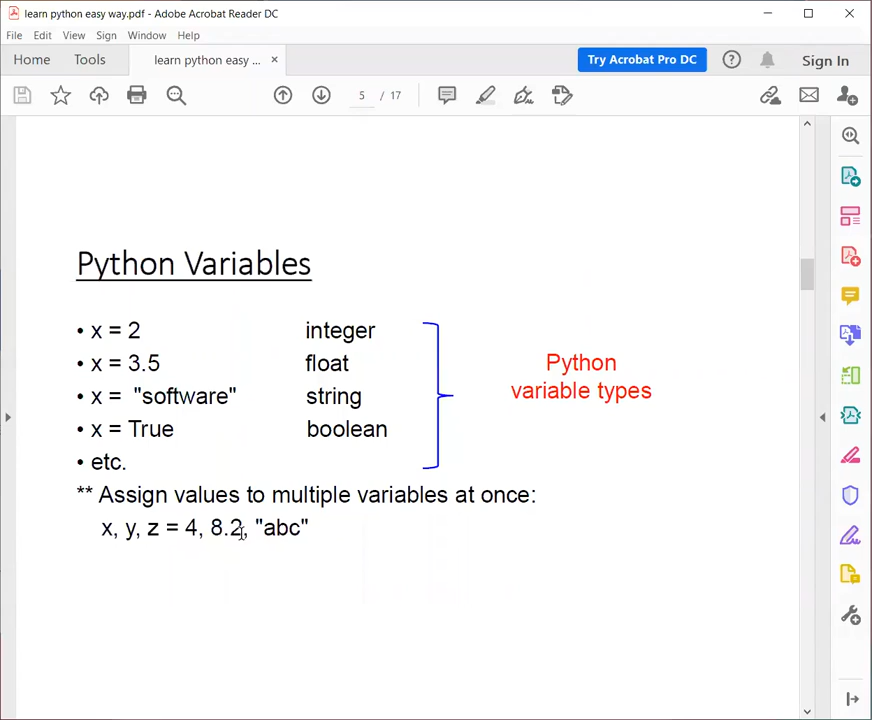 learn python easy way.pdf - Adobe Acrobat Reader DC
File Edit View Sign Window Help
Home Tools learn python easy ... × Try Acrobat Pro DC ? Sign In
5 / 17
Python Variables
• x = 2 integer
• x = 3.5 float
• x = "software" string
• x = True boolean
• etc.
Python
variable types
** Assign values to multiple variables at once:
x, y, z = 4, 8.2, "abc"